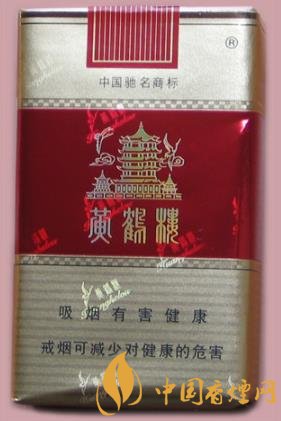 ®
中国驰名商标
黄鹤楼
吸烟有害健康
戒烟可减少对健康的危害
中国香烟网